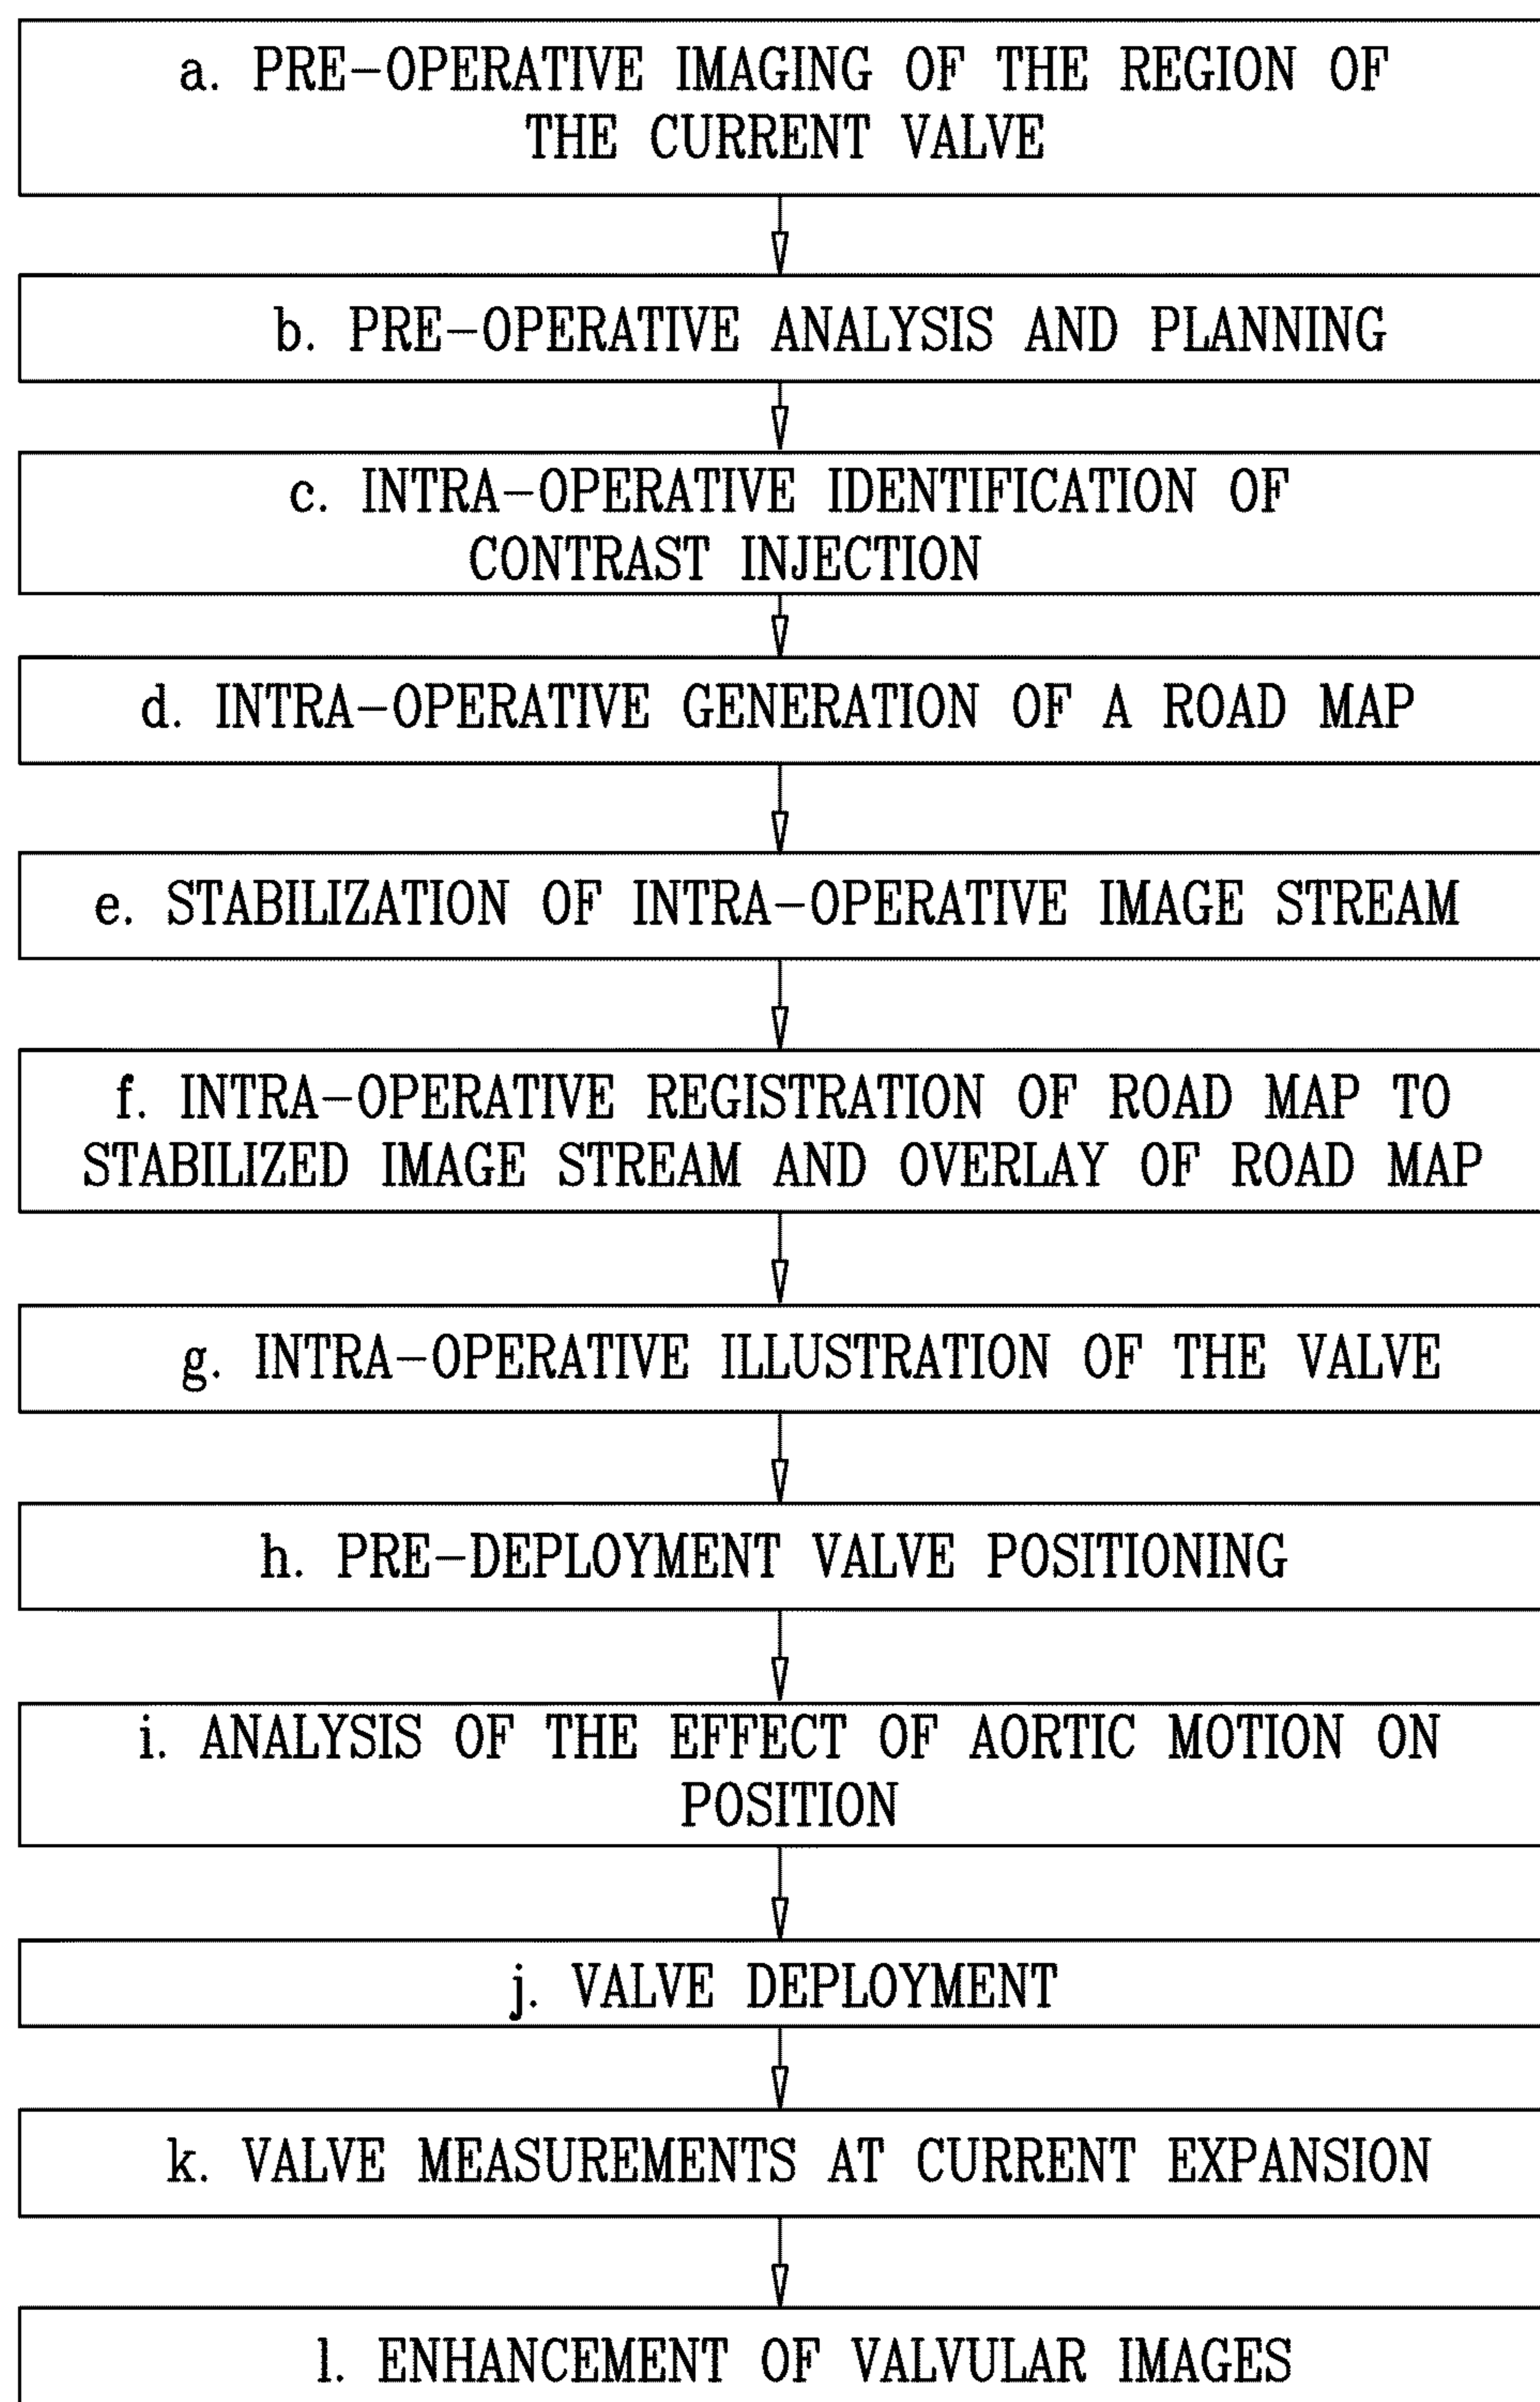 a. PRE-OPERATIVE IMAGING OF THE REGION OF
THE CURRENT VALVE
b. PRE-OPERATIVE ANALYSIS AND PLANNING
c. INTRA-OPERATIVE IDENTIFICATION OF
CONTRAST INJECTION
d. INTRA-OPERATIVE GENERATION OF A ROAD MAP
e. STABILIZATION OF INTRA-OPERATIVE IMAGE STREAM
f. INTRA-OPERATIVE REGISTRATION OF ROAD MAP TO
STABILIZED IMAGE STREAM AND OVERLAY OF ROAD MAP
g. INTRA-OPERATIVE ILLUSTRATION OF THE VALVE
h. PRE-DEPLOYMENT VALVE POSITIONING
i. ANALYSIS OF THE EFFECT OF AORTIC MOTION ON
POSITION
j. VALVE DEPLOYMENT
k. VALVE MEASUREMENTS AT CURRENT EXPANSION
l. ENHANCEMENT OF VALVULAR IMAGES